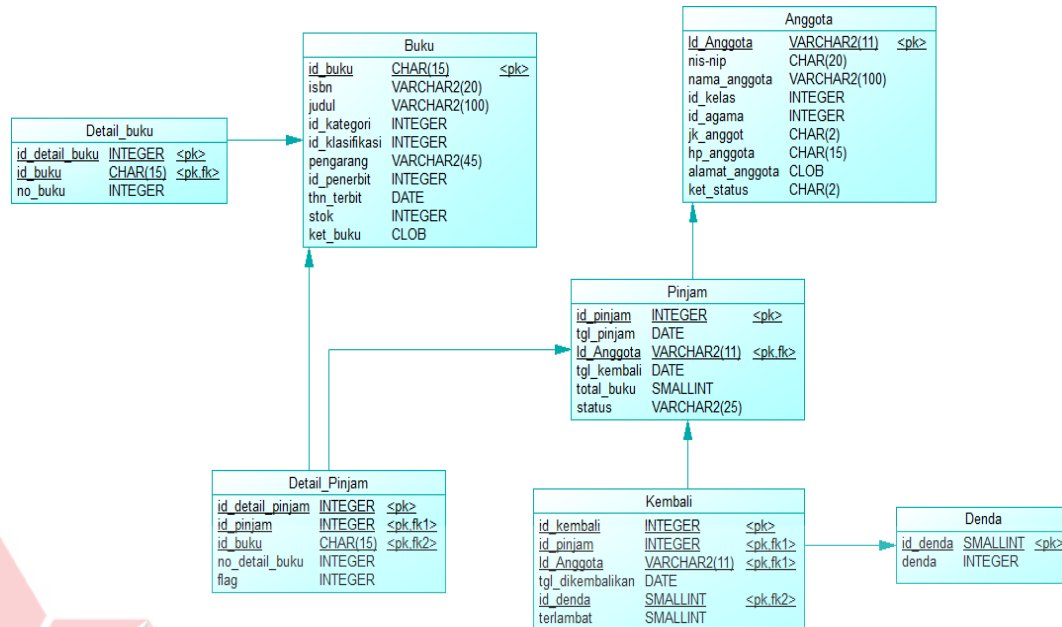 Anggota
Id_Anggota VARCHAR2(11) <pk>
nis-nip CHAR(20)
nama_anggota VARCHAR2(100)
id_kelas INTEGER
id_agama INTEGER
jk_anggot CHAR(2)
hp_anggota CHAR(15)
alamat_anggota CLOB
ket_status CHAR(2)
Buku
id_buku CHAR(15) <pk>
isbn VARCHAR2(20)
judul VARCHAR2(100)
id_kategori INTEGER
id_klasifikasi INTEGER
pengarang VARCHAR2(45)
id_penerbit INTEGER
thn_terbit DATE
stok INTEGER
ket_buku CLOB
Detail_buku
id_detail_buku INTEGER <pk>
id_buku CHAR(15) <pk,fk>
no_buku INTEGER
Pinjam
id_pinjam INTEGER <pk>
tgl_pinjam DATE
Id_Anggota VARCHAR2(11) <pk,fk>
tgl_kembali DATE
total_buku SMALLINT
status VARCHAR2(25)
Detail_Pinjam
id_detail_pinjam INTEGER <pk>
id_pinjam INTEGER <pk,fk1>
id_buku CHAR(15) <pk,fk2>
no_detail_buku INTEGER
flag INTEGER
Kembali
id_kembali INTEGER <pk>
id_pinjam INTEGER <pk,fk1>
Id_Anggota VARCHAR2(11) <pk,fk1>
tgl_dikembalikan DATE
id_denda SMALLINT <pk,fk2>
terlambat SMALLINT
Denda
id_denda SMALLINT <pk>
denda INTEGER